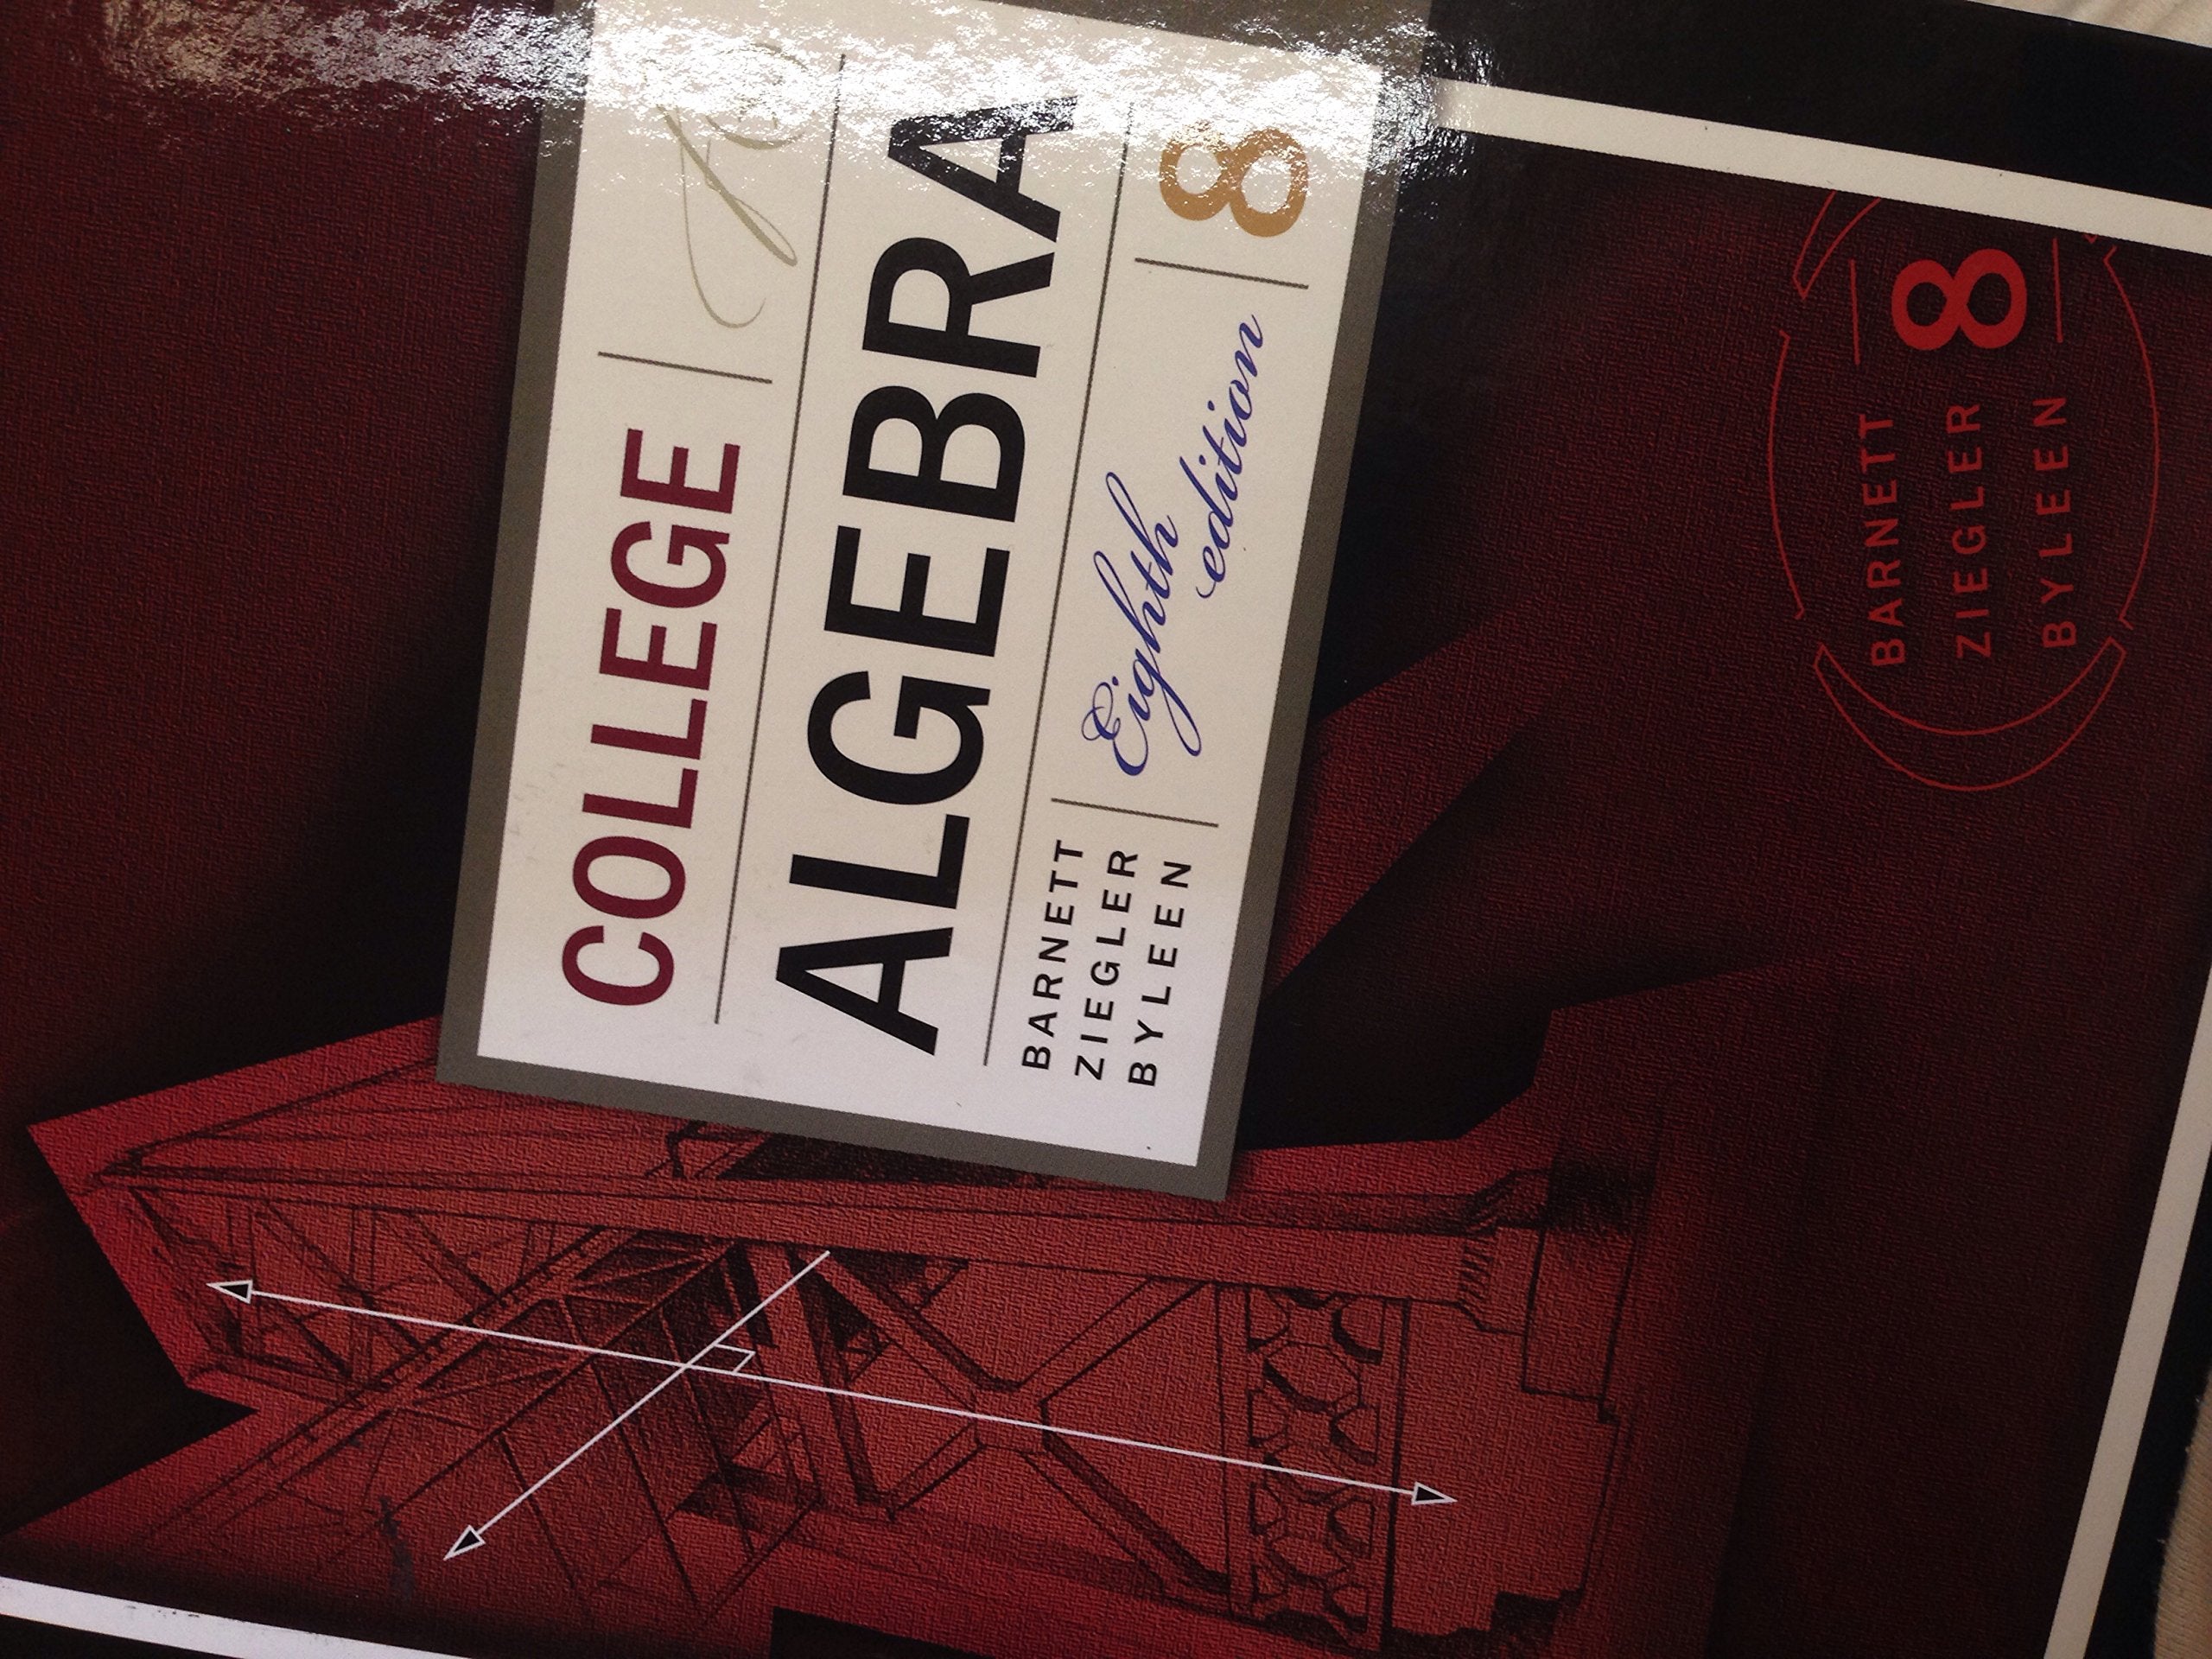 COLLEGE
ALGEBRA
BARNETT
ZIEGLER
BYLEEN
Eighth
edition
8
BARNETT
ZIEGLER
BYLEEN
8